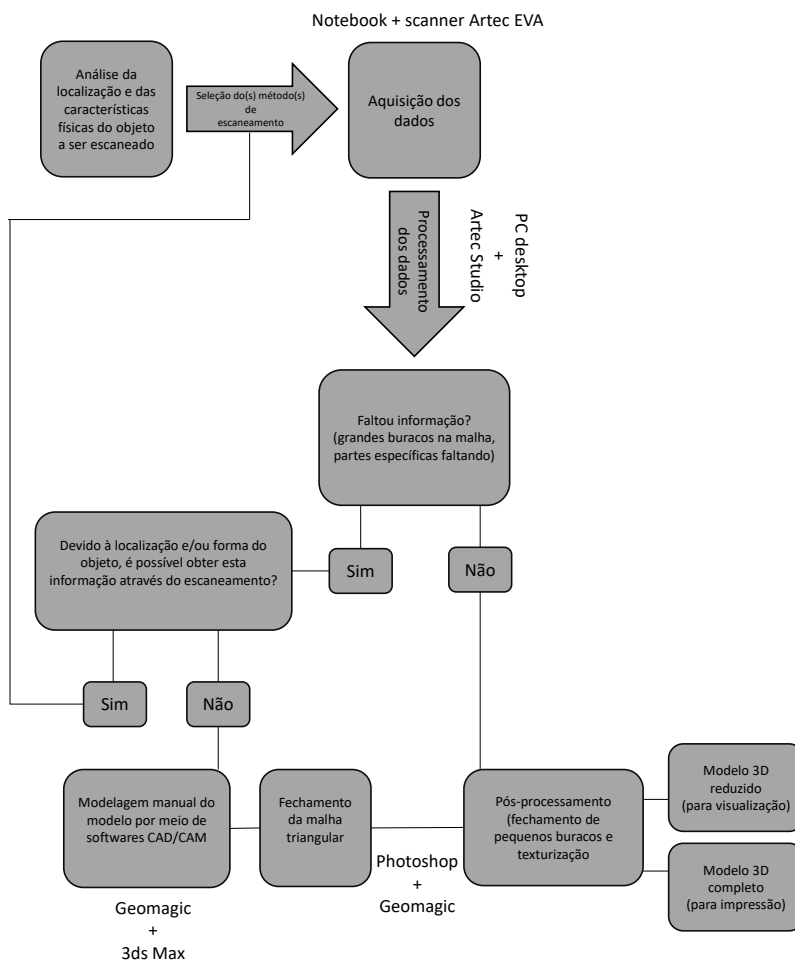 Notebook + scanner Artec EVA
Análise da
localização e das
características
físicas do objeto
a ser escaneado
Seleção do(s) método(s)
de
escaneamento
Aquisição dos
dados
Processamento
dos dados
PC desktop
+
Artec Studio
Faltou informação?
(grandes buracos na malha,
partes específicas faltando)
Sim
Não
Devido à localização e/ou forma do
objeto, é possível obter esta
informação através do escaneamento?
Sim
Não
Modelagem manual do
modelo por meio de
softwares CAD/CAM
Geomagic
+
3ds Max
Fechamento
da malha
triangular
Photoshop
+
Geomagic
Pós-processamento
(fechamento de
pequenos buracos e
texturização
Modelo 3D
reduzido
(para visualização)
Modelo 3D
completo
(para impressão)